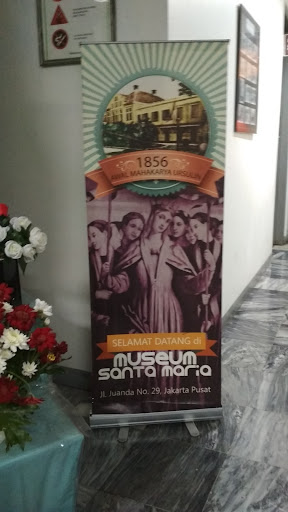 1856
AWAL MAHAKARYA URSULIN
SELAMAT DATANG di
MUSEUM
SANTA MARIA
Jl. Juanda No. 29, Jakarta Pusat